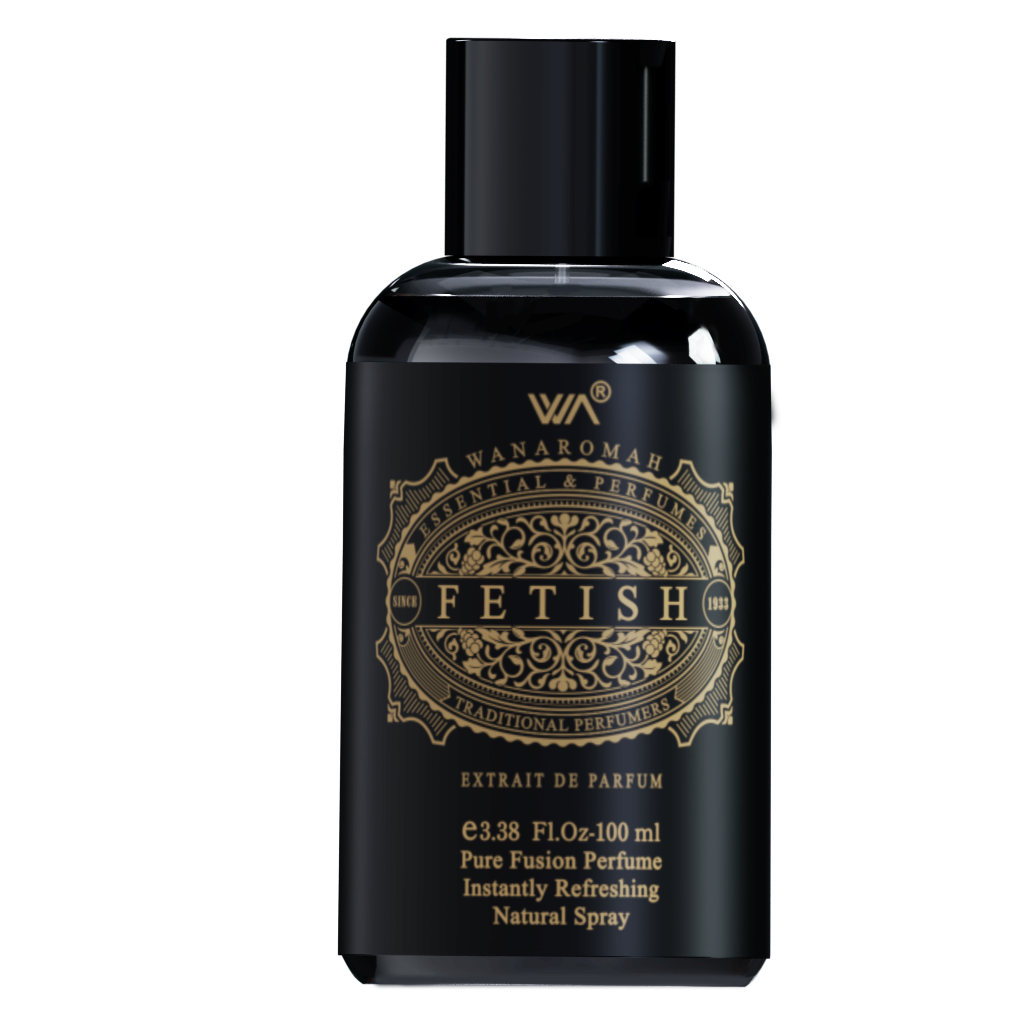 WA®
WANAROMAH
ESSENTIAL & PERFUMES
SINCE
FETISH
1933
TRADITIONAL PERFUMERS
EXTRAIT DE PARFUM
e3.38 Fl.Oz-100 ml
Pure Fusion Perfume
Instantly Refreshing
Natural Spray